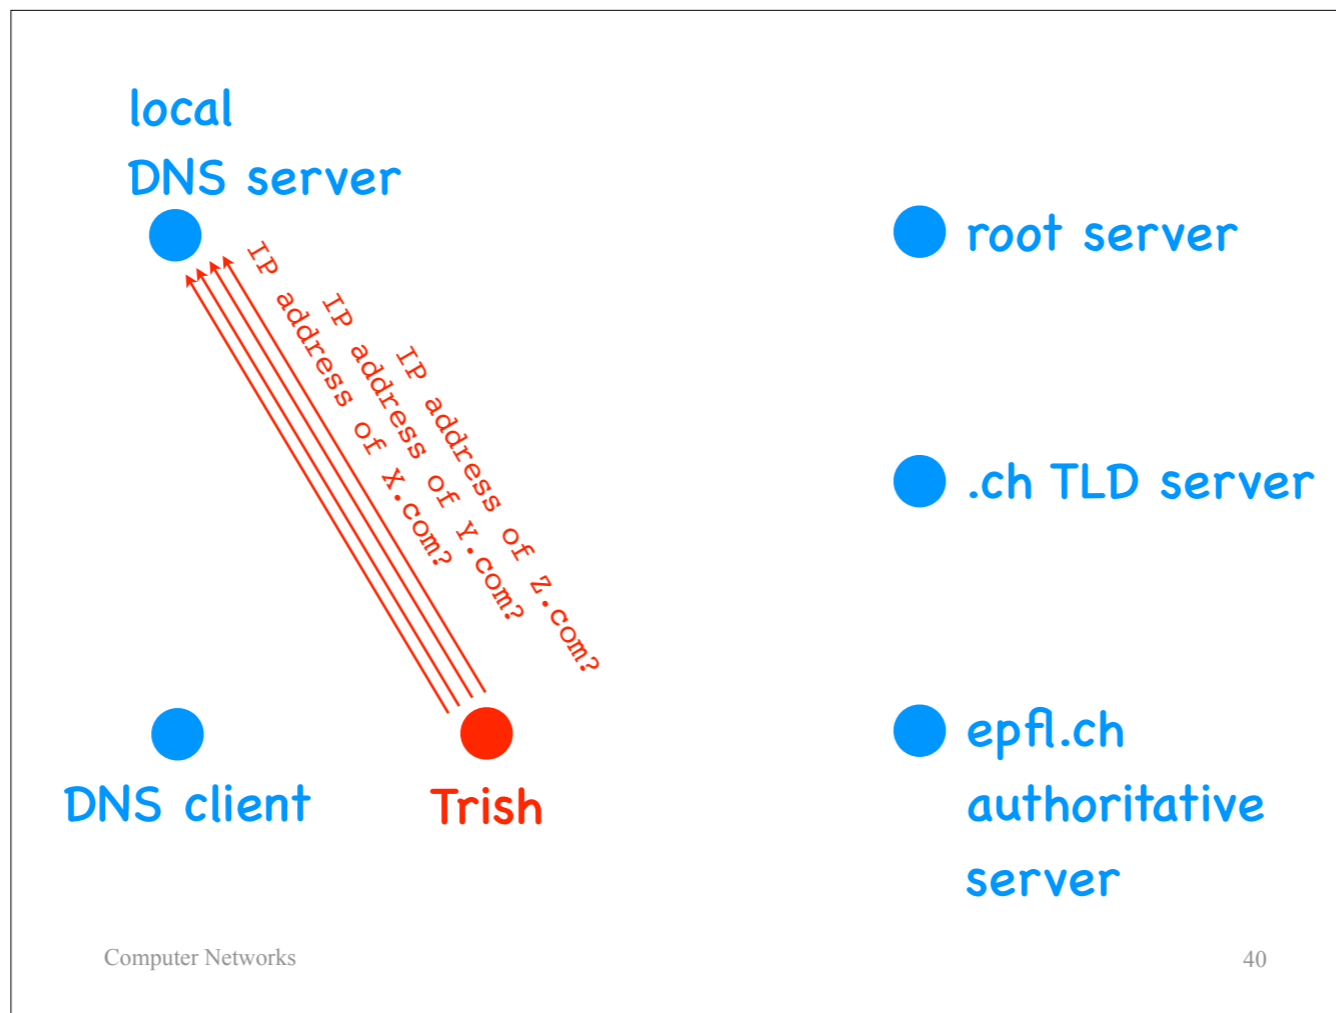 local
DNS server
root server
IP address of X.com?
IP address of Y.com?
IP address of Z.com?
.ch TLD server
DNS client
Trish
epfl.ch
authoritative
server
Computer Networks
40